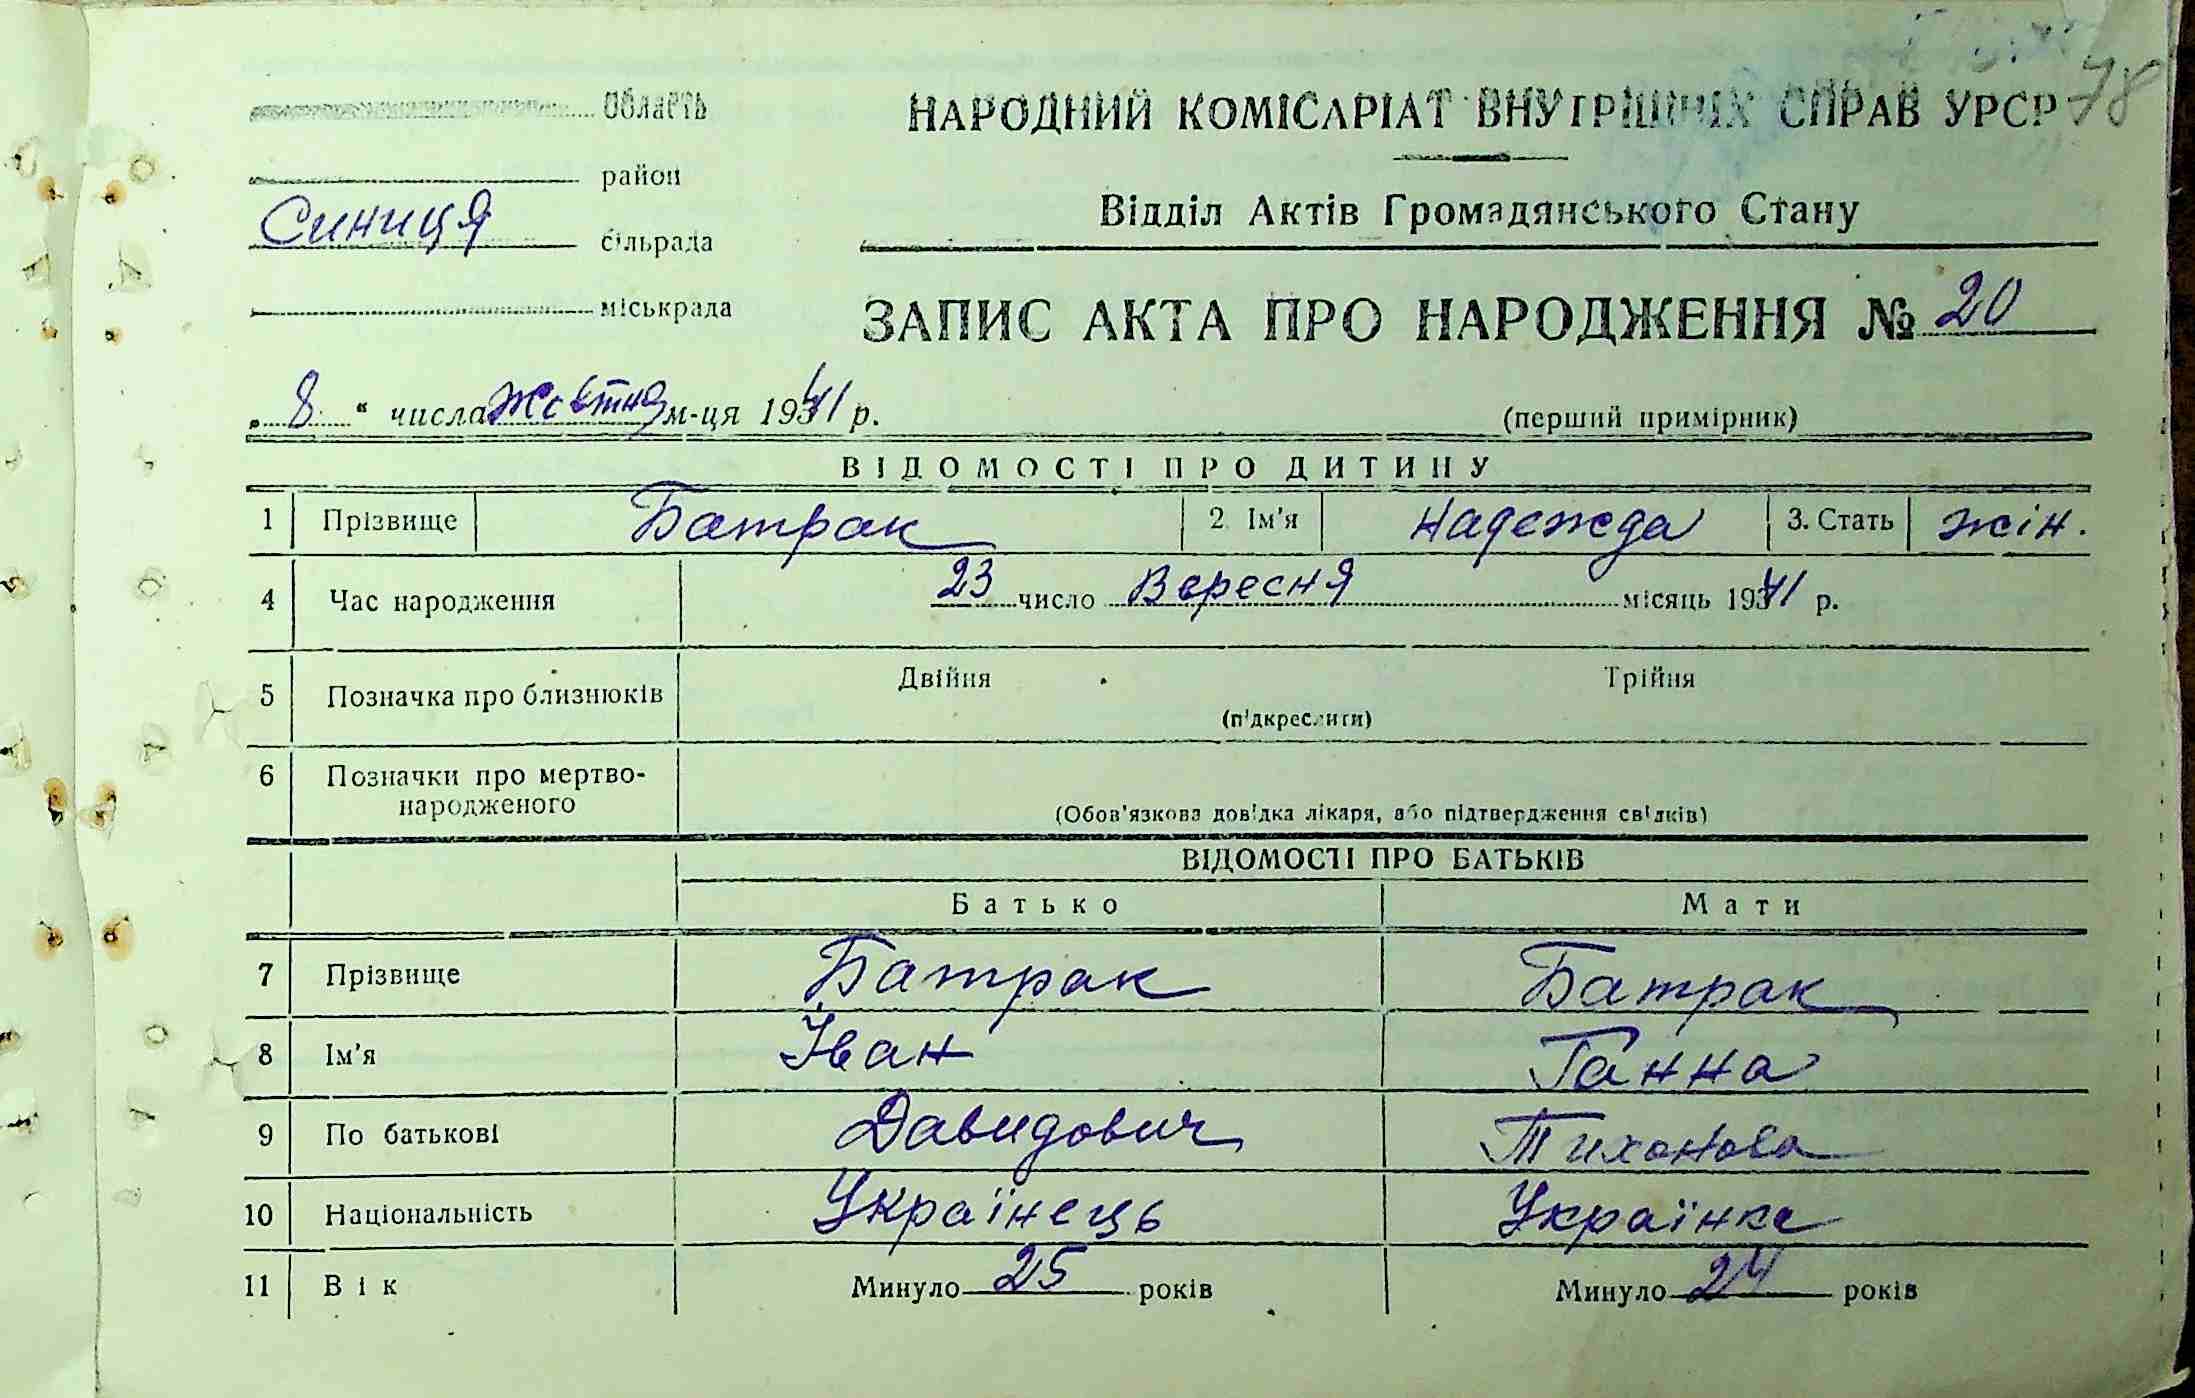 область
НАРОДНИЙ КОМІСАРІАТ ВНУТРІШНІХ СПРАВ УРСР
78
район
Синиця сільрада
Відділ Актів Громадянського Стану
міськрада
ЗАПИС АКТА ПРО НАРОДЖЕННЯ № 20
„ 8 “ числа Жовтня м-ця 1941 р.
(перший примірник)
ВІДОМОСТІ ПРО ДИТИНУ
1 Прізвище Батрак 2. Ім'я Надежда 3. Стать жін.
4 Час народження 23 число Вересня місяць 1941 р.
5 Позначка про близнюків Двійня Трійня
(підкреслити)
6 Позначки про мертво-
народженого
(Обов'язкова довідка лікаря, або підтвердження свідків)
ВІДОМОСТІ ПРО БАТЬКІВ
Батько Мати
7 Прізвище Батрак Батрак
8 Ім'я Іван Ганна
9 По батькові Давидович Тихонова
10 Національність Українець Українка
11 Вік Минуло 25 років Минуло 24 років